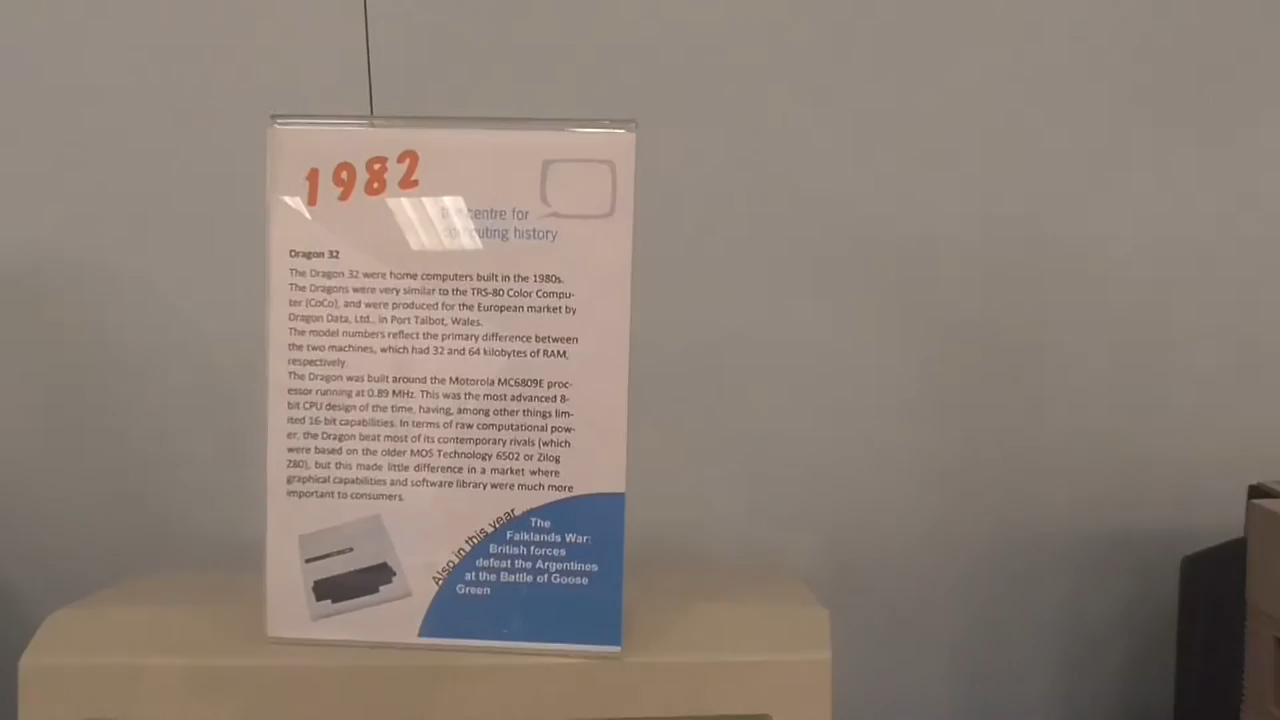 1982
the centre for
computing history
Dragon 32
The Dragon 32 were home computers built in the 1980s.
The Dragons were very similar to the TRS-80 Color Compu-
ter (CoCo), and were produced for the European market by
Dragon Data, Ltd., in Port Talbot, Wales.
The model numbers reflect the primary difference between
the two machines, which had 32 and 64 kilobytes of RAM,
respectively.
The Dragon was built around the Motorola MC6809E proc-
essor running at 0.89 MHz. This was the most advanced 8-
bit CPU design of the time, having, among other things lim-
ited 16-bit capabilities. In terms of raw computational pow-
er, the Dragon beat most of its contemporary rivals (which
were based on the older MOS Technology 6502 or Zilog
Z80), but this made little difference in a market where
graphical capabilities and software library were much more
important to consumers.
Also in this year...
The
Falklands War:
British forces
defeat the Argentines
at the Battle of Goose
Green